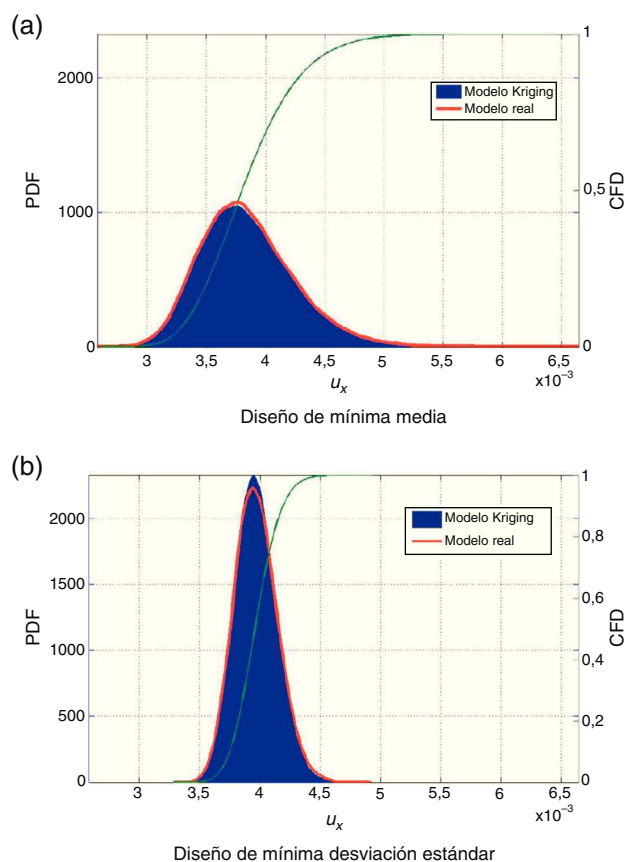 (a)
2000
1000
0
PDF
1
0,5
0
CFD
Modelo Kriging
Modelo real
3 3,5 4 4,5 5 5,5 6 6,5
x10⁻³
uₓ
Diseño de mínima media
(b)
2000
1500
1000
500
0
PDF
1
0,8
0,6
0,4
0,2
0
CFD
Modelo Kriging
Modelo real
3 3,5 4 4,5 5 5,5 6 6,5
x10⁻³
uₓ
Diseño de mínima desviación estándar